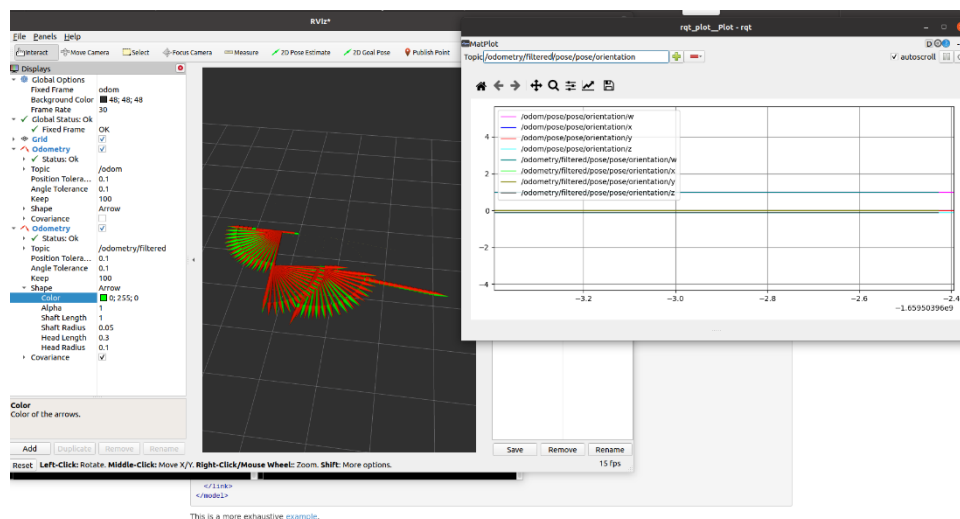 RViz*
File Panels Help
Interact Move Camera Select Focus Camera Measure 2D Pose Estimate 2D Goal Pose Publish Point
Displays
Global Options
Fixed Frame odom
Background Color 48; 48; 48
Frame Rate 30
Global Status: Ok
Fixed Frame OK
Grid
Odometry
Status: Ok
Topic /odom
Position Tolera... 0.1
Angle Tolerance 0.1
Keep 100
Shape Arrow
Covariance
Odometry
Status: Ok
Topic /odometry/filtered
Position Tolera... 0.1
Angle Tolerance 0.1
Keep 100
Shape Arrow
Color 0; 255; 0
Alpha 1
Shaft Length 1
Shaft Radius 0.05
Head Length 0.3
Head Radius 0.1
Covariance
Color
Color of the arrows.
Add Duplicate Remove Rename
Save Remove Rename
Reset Left-Click: Rotate. Middle-Click: Move X/Y. Right-Click/Mouse Wheel:: Zoom. Shift: More options.
15 fps
rqt_plot__Plot - rqt
MatPlot
Topic /odometry/filtered/pose/pose/orientation
autoscroll
/odom/pose/pose/orientation/w
/odom/pose/pose/orientation/x
/odom/pose/pose/orientation/y
/odom/pose/pose/orientation/z
/odometry/filtered/pose/pose/orientation/w
/odometry/filtered/pose/pose/orientation/x
/odometry/filtered/pose/pose/orientation/y
/odometry/filtered/pose/pose/orientation/z
4
2
0
−2
−4
−3.2 −3.0 −2.8 −2.6 −2.4
−1.65950396e9
</link>
</model>
This is a more exhaustive example.